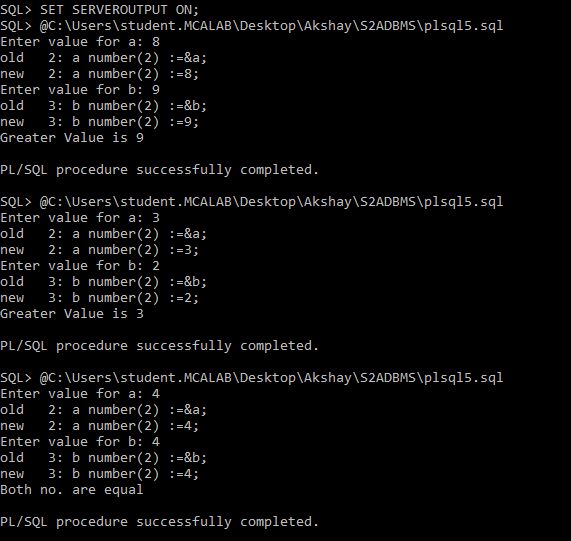 SQL> SET SERVEROUTPUT ON;
SQL> @C:\Users\student.MCALAB\Desktop\Akshay\S2ADBMS\plsql5.sql
Enter value for a: 8
old   2: a number(2) :=&a;
new   2: a number(2) :=8;
Enter value for b: 9
old   3: b number(2) :=&b;
new   3: b number(2) :=9;
Greater Value is 9

PL/SQL procedure successfully completed.

SQL> @C:\Users\student.MCALAB\Desktop\Akshay\S2ADBMS\plsql5.sql
Enter value for a: 3
old   2: a number(2) :=&a;
new   2: a number(2) :=3;
Enter value for b: 2
old   3: b number(2) :=&b;
new   3: b number(2) :=2;
Greater Value is 3

PL/SQL procedure successfully completed.

SQL> @C:\Users\student.MCALAB\Desktop\Akshay\S2ADBMS\plsql5.sql
Enter value for a: 4
old   2: a number(2) :=&a;
new   2: a number(2) :=4;
Enter value for b: 4
old   3: b number(2) :=&b;
new   3: b number(2) :=4;
Both no. are equal

PL/SQL procedure successfully completed.